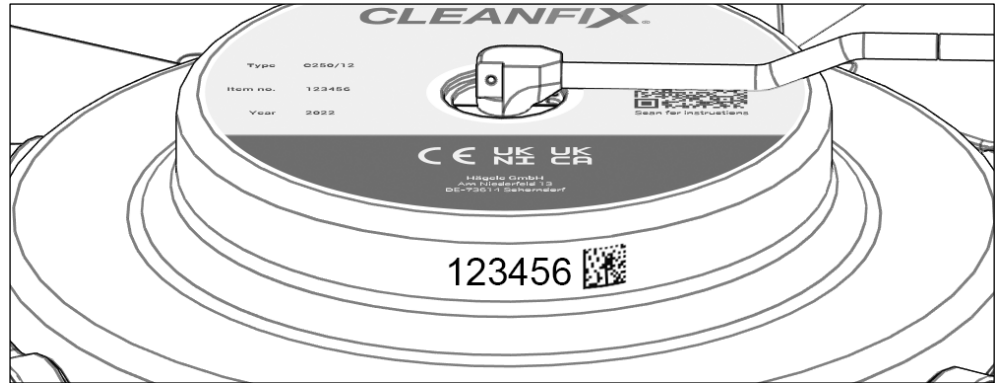 CLEANFIX®
Type C250/12
Item no. 123456
Year 2022
Scan for instructions
CE UK NI UK CA
Hägele GmbH
Am Niederfeld 13
DE-73614 Schorndorf
123456